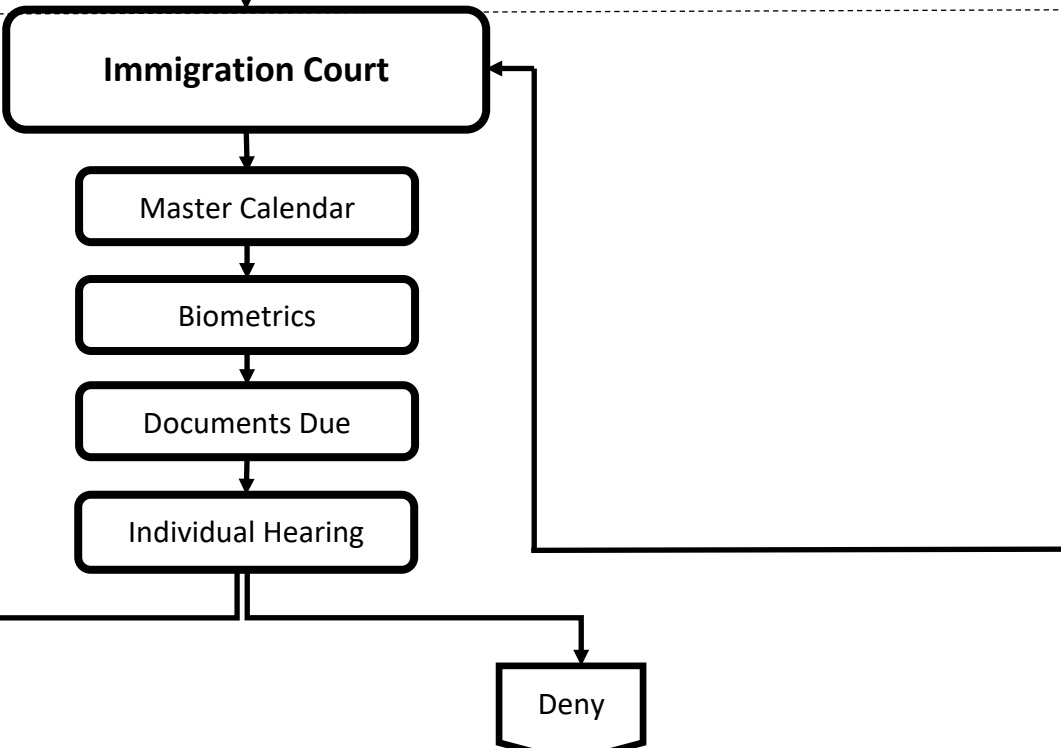 Immigration Court
Master Calendar
Biometrics
Documents Due
Individual Hearing
Deny